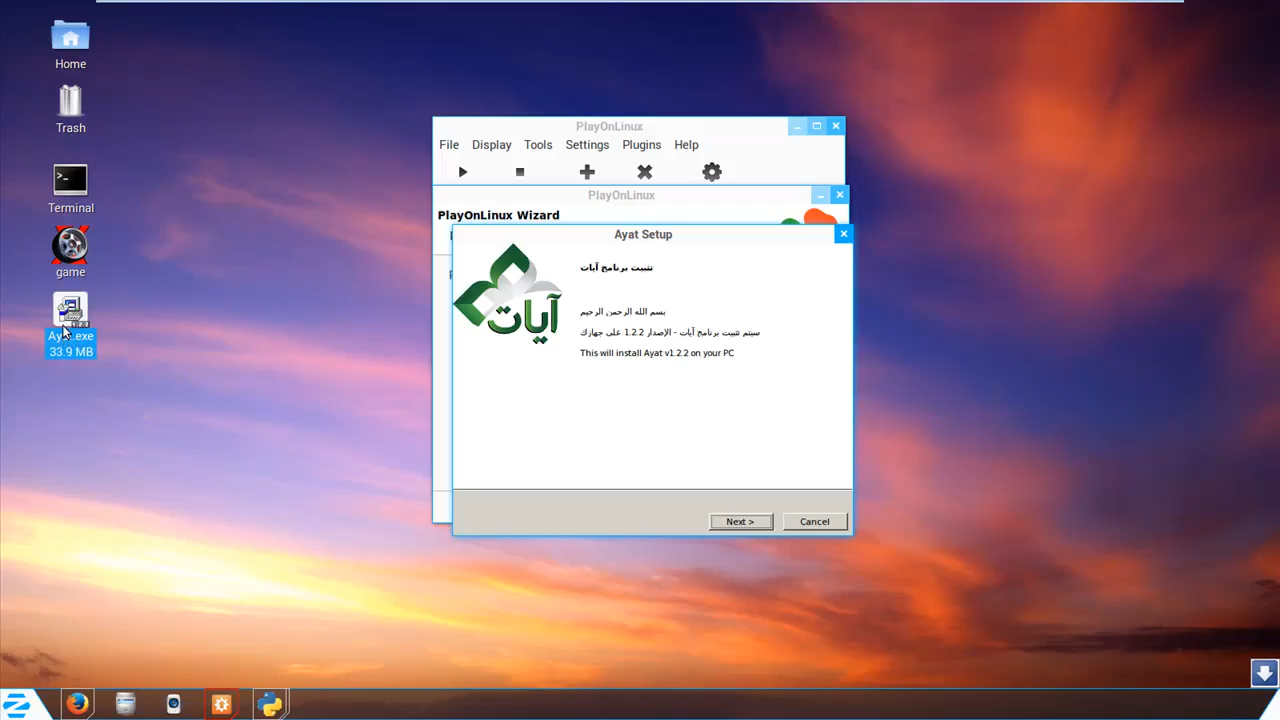 Home
Trash
Terminal
game
33.9 MB
PlayOnLinux
File Display Tools Settings Plugins Help
PlayOnLinux
PlayOnLinux Wizard
Ayat Setup
آيات
تثبيت برنامج آيات
بسم الله الرحمن الرحيم
سيتم تثبيت برنامج آيات - الإصدار 1.2.2 على جهازك
This will install Ayat v1.2.2 on your PC
Next >
Cancel